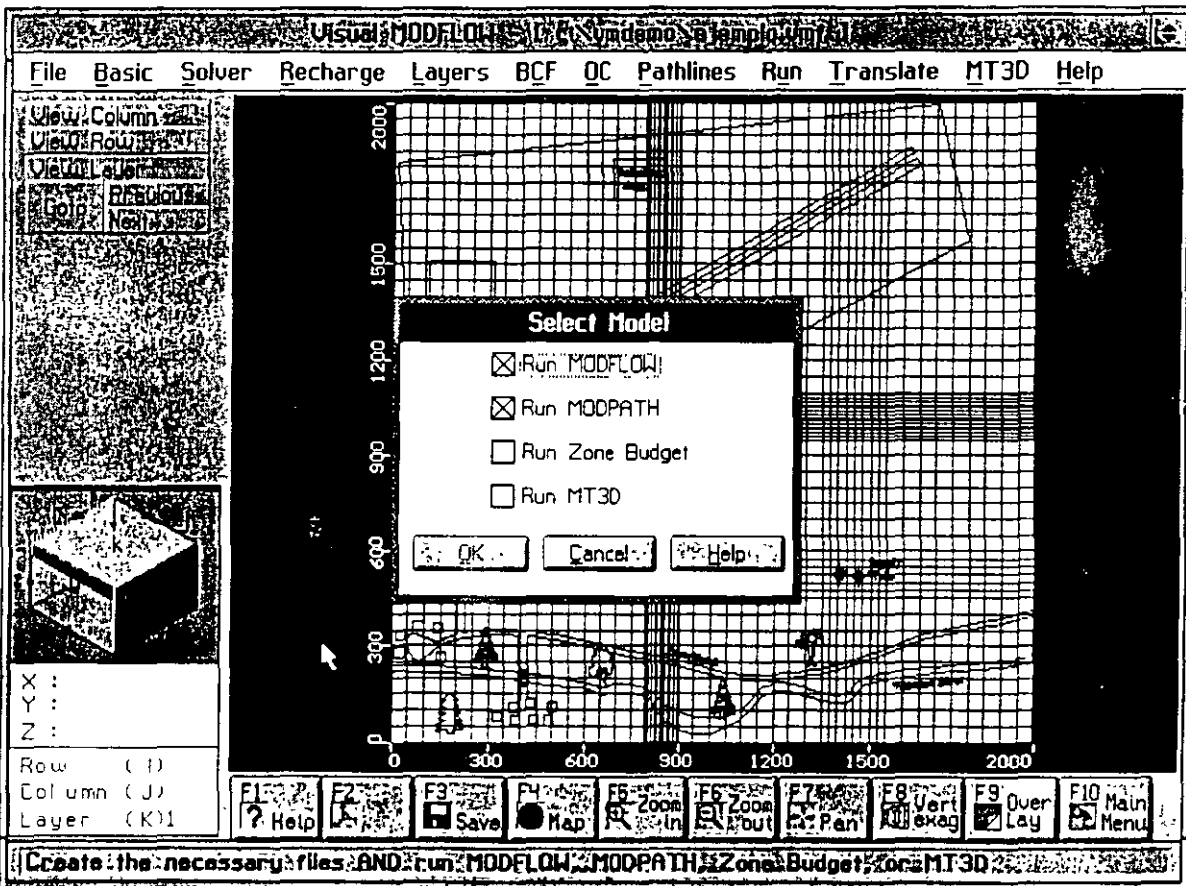 Visual MODFLOW
File Basic Solver Recharge Layers BCF OC Pathlines Run Translate MT3D Help
View Column
View Row
View Layer
Goto
Previous
Next
2000
1500
1200
900
600
300
0
Select Model
Run MODFLOW
Run MODPATH
Run Zone Budget
Run MT3D
OK Cancel Help
0 300 600 900 1200 1500 2000
X :
Y :
Z :
Row (I)
Column (J)
Layer (K)1
F1 ? Help
F2
F3 Save
F4 Map
F5 Zoom In
F6 Zoom Out
F7 Pan
F8 Vert exag
F9 Over Lay
F10 Main Menu
Create the necessary files AND run MODFLOW, MODPATH, Zone Budget, or MT3D